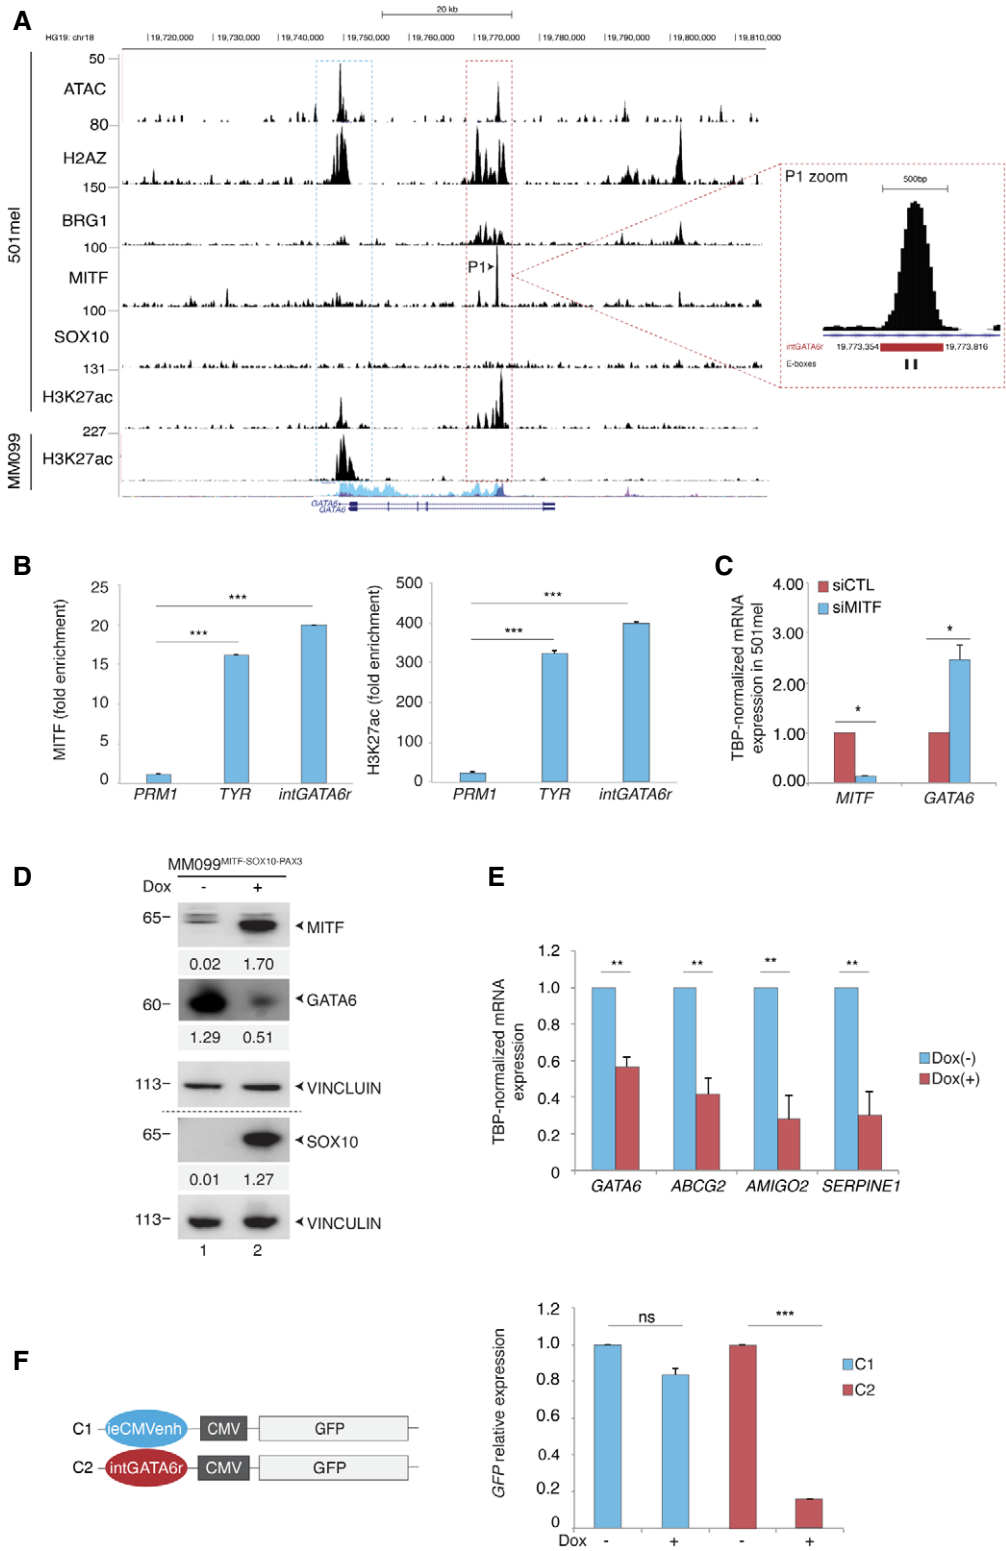 A
20 kb
HG19: chr18
19,720,000 19,730,000 19,740,000 19,750,000 19,760,000 19,770,000 19,780,000 19,790,000 19,800,000 19,810,000
501mel
50
ATAC
80
H2AZ
150
BRG1
100
MITF
P1
100
SOX10
131
H3K27ac
227
MM099
H3K27ac
GATA6
GATA6
P1 zoom
500bp
intGATA6r
19,773,354
19,773,816
E-boxes
B
MITF (fold enrichment)
25
20
15
10
5
0
***
***
PRM1 TYR intGATA6r
H3K27ac (fold enrichment)
500
400
300
200
100
0
***
***
PRM1 TYR intGATA6r
C
TBP-normalized mRNA
expression in 501mel
4.00
3.00
2.00
1.00
0.00
siCTL
siMITF
*
*
MITF GATA6
D
MM099MITF-SOX10-PAX3
Dox - +
65
MITF
0.02 1.70
60
GATA6
1.29 0.51
113
VINCLUIN
65
SOX10
0.01 1.27
113
VINCULIN
1 2
E
TBP-normalized mRNA
expression
1.2
1.0
0.8
0.6
0.4
0.2
0
** ** ** **
GATA6 ABCG2 AMIGO2 SERPINE1
Dox(-)
Dox(+)
F
C1 ieCMVenh CMV GFP
C2 intGATA6r CMV GFP
GFP relative expression
1.2
1.0
0.8
0.6
0.4
0.2
0
ns
***
Dox - + - +
C1
C2